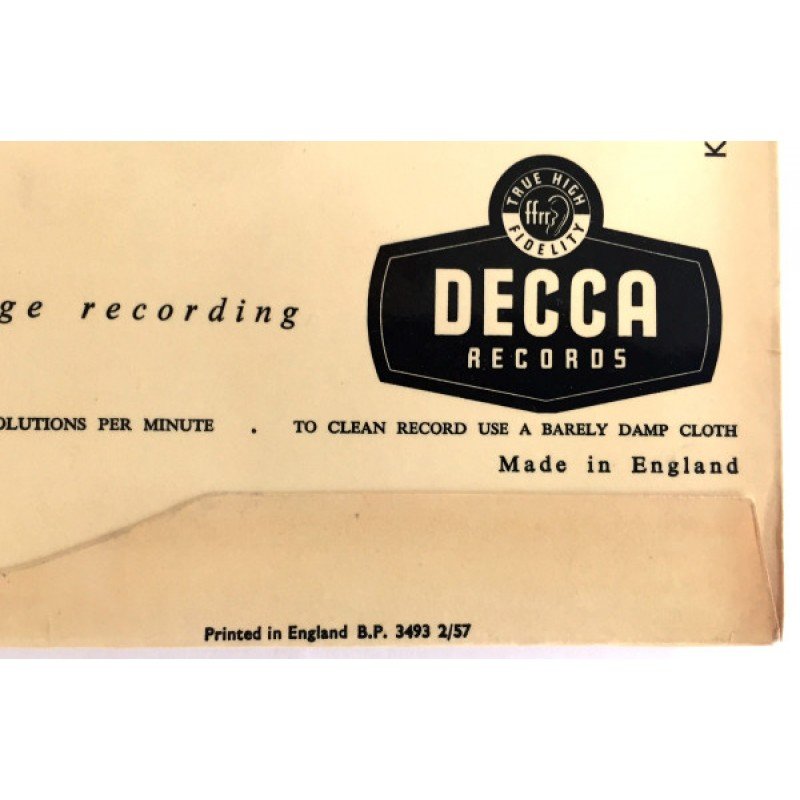 K
TRUE HIGH
ffrr
FIDELITY
DECCA
RECORDS
ge recording
OLUTIONS PER MINUTE . TO CLEAN RECORD USE A BARELY DAMP CLOTH
Made in England
Printed in England B.P. 3493 2/57